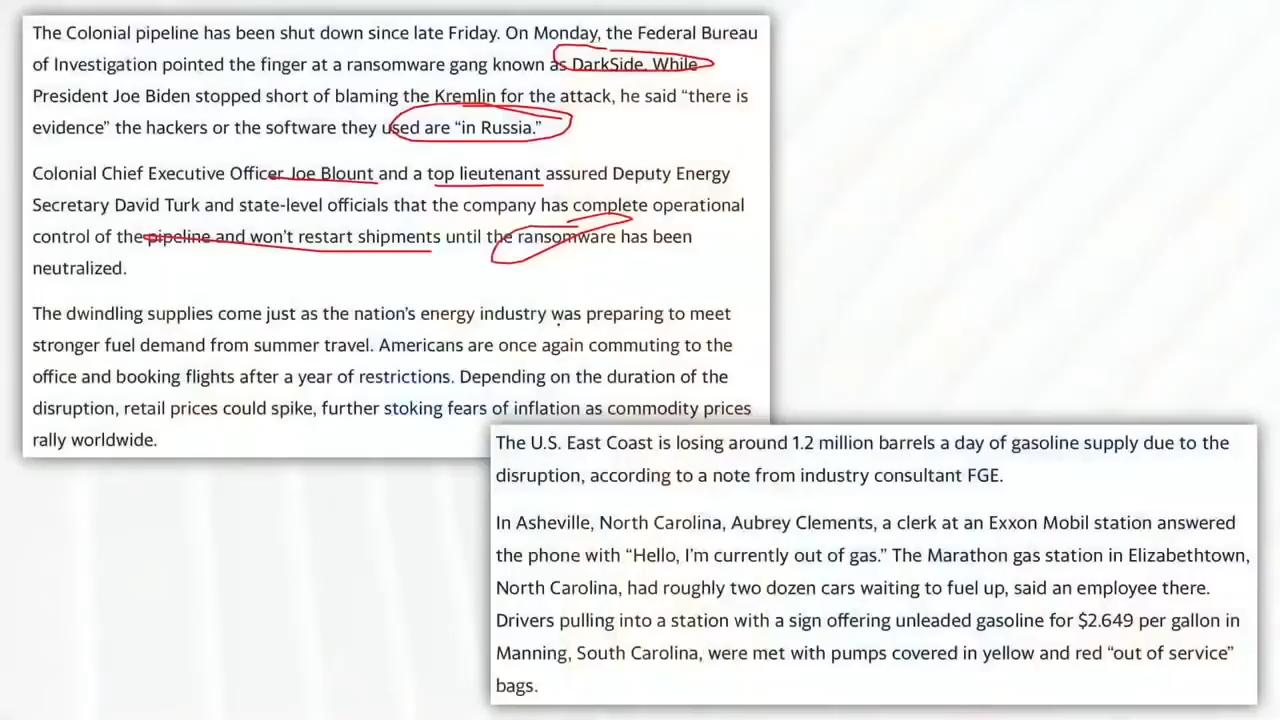 The Colonial pipeline has been shut down since late Friday. On Monday, the Federal Bureau
of Investigation pointed the finger at a ransomware gang known as DarkSide. While
President Joe Biden stopped short of blaming the Kremlin for the attack, he said “there is
evidence” the hackers or the software they used are “in Russia.”
Colonial Chief Executive Officer Joe Blount and a top lieutenant assured Deputy Energy
Secretary David Turk and state-level officials that the company has complete operational
control of the pipeline and won't restart shipments until the ransomware has been
neutralized.
The dwindling supplies come just as the nation’s energy industry was preparing to meet
stronger fuel demand from summer travel. Americans are once again commuting to the
office and booking flights after a year of restrictions. Depending on the duration of the
disruption, retail prices could spike, further stoking fears of inflation as commodity prices
rally worldwide.
The U.S. East Coast is losing around 1.2 million barrels a day of gasoline supply due to the
disruption, according to a note from industry consultant FGE.
In Asheville, North Carolina, Aubrey Clements, a clerk at an Exxon Mobil station answered
the phone with “Hello, I’m currently out of gas.” The Marathon gas station in Elizabethtown,
North Carolina, had roughly two dozen cars waiting to fuel up, said an employee there.
Drivers pulling into a station with a sign offering unleaded gasoline for $2.649 per gallon in
Manning, South Carolina, were met with pumps covered in yellow and red “out of service”
bags.